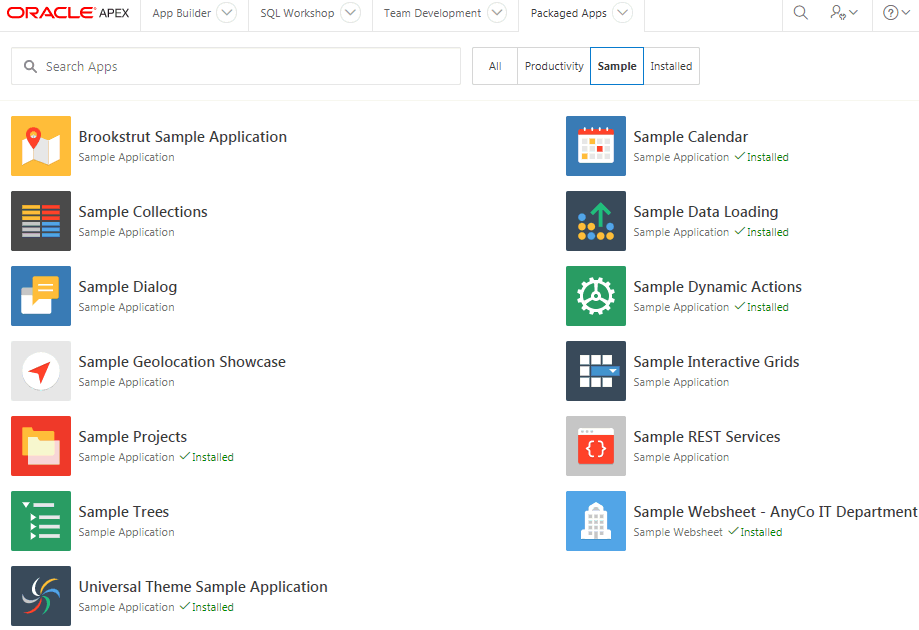 ORACLE APEX App Builder SQL Workshop Team Development Packaged Apps
Search Apps All Productivity Sample Installed
Brookstrut Sample Application
Sample Application
Sample Calendar
Sample Application Installed
Sample Collections
Sample Application
Sample Data Loading
Sample Application Installed
Sample Dialog
Sample Application
Sample Dynamic Actions
Sample Application Installed
Sample Geolocation Showcase
Sample Application
Sample Interactive Grids
Sample Application
Sample Projects
Sample Application Installed
Sample REST Services
Sample Application
Sample Trees
Sample Application
Sample Websheet - AnyCo IT Department
Sample Websheet Installed
Universal Theme Sample Application
Sample Application Installed